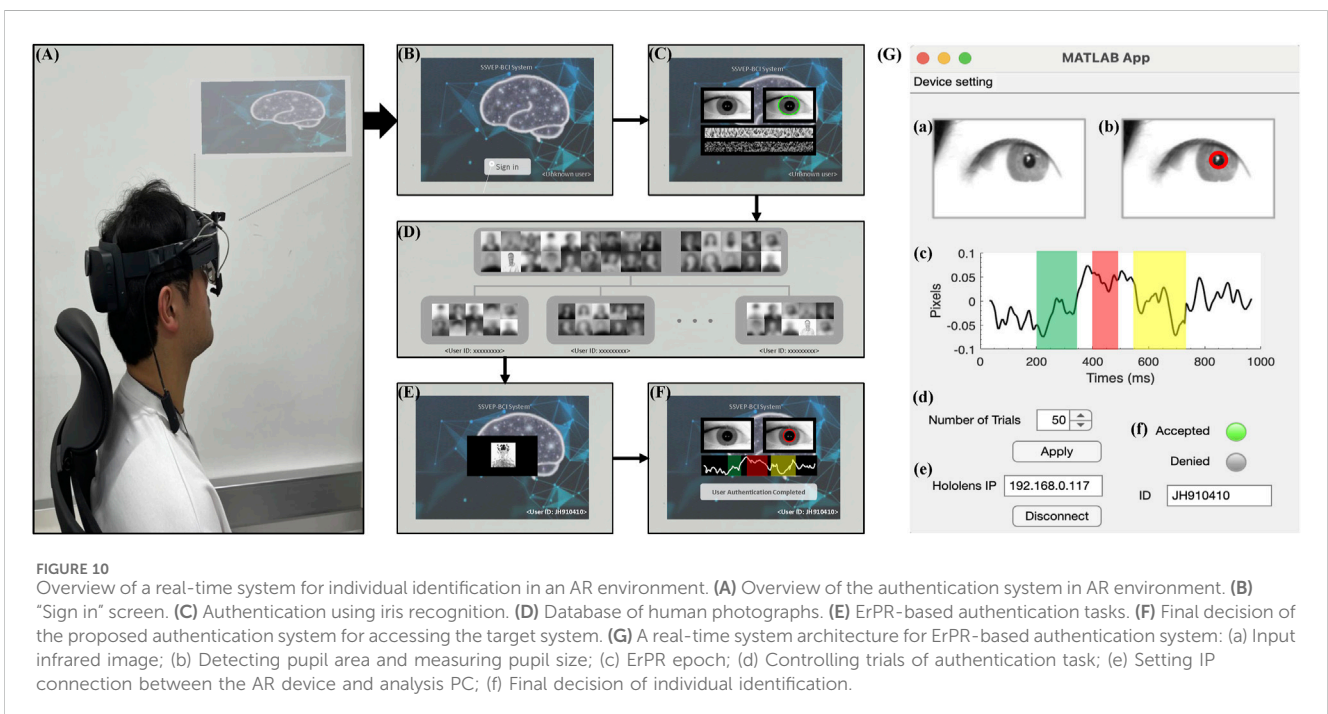 (A)
(B)
SSVEP-BCI System
Sign in
<Unknown user>
(C)
SSVEP-BCI System
<Unknown user>
(D)
<User ID: xxxxxxxxx>
<User ID: xxxxxxxxx>
<User ID: xxxxxxxxx>
(E)
SSVEP-BCI System
<User ID: JH910410>
(F)
SSVEP-BCI System
User Authentication Completed
<User ID: JH910410>
(G)
MATLAB App
Device setting
(a)
(b)
(c)
Pixels
0.1
0.05
0
-0.05
-0.1
0 200 400 600 800 1000
Times (ms)
(d)
Number of Trials 50
Apply
(e)
Hololens IP 192.168.0.117
Disconnect
(f) Accepted
Denied
ID JH910410
FIGURE 10
Overview of a real-time system for individual identification in an AR environment. (A) Overview of the authentication system in AR environment. (B)
"Sign in" screen. (C) Authentication using iris recognition. (D) Database of human photographs. (E) ErPR-based authentication tasks. (F) Final decision of
the proposed authentication system for accessing the target system. (G) A real-time system architecture for ErPR-based authentication system: (a) Input
infrared image; (b) Detecting pupil area and measuring pupil size; (c) ErPR epoch; (d) Controlling trials of authentication task; (e) Setting IP
connection between the AR device and analysis PC; (f) Final decision of individual identification.